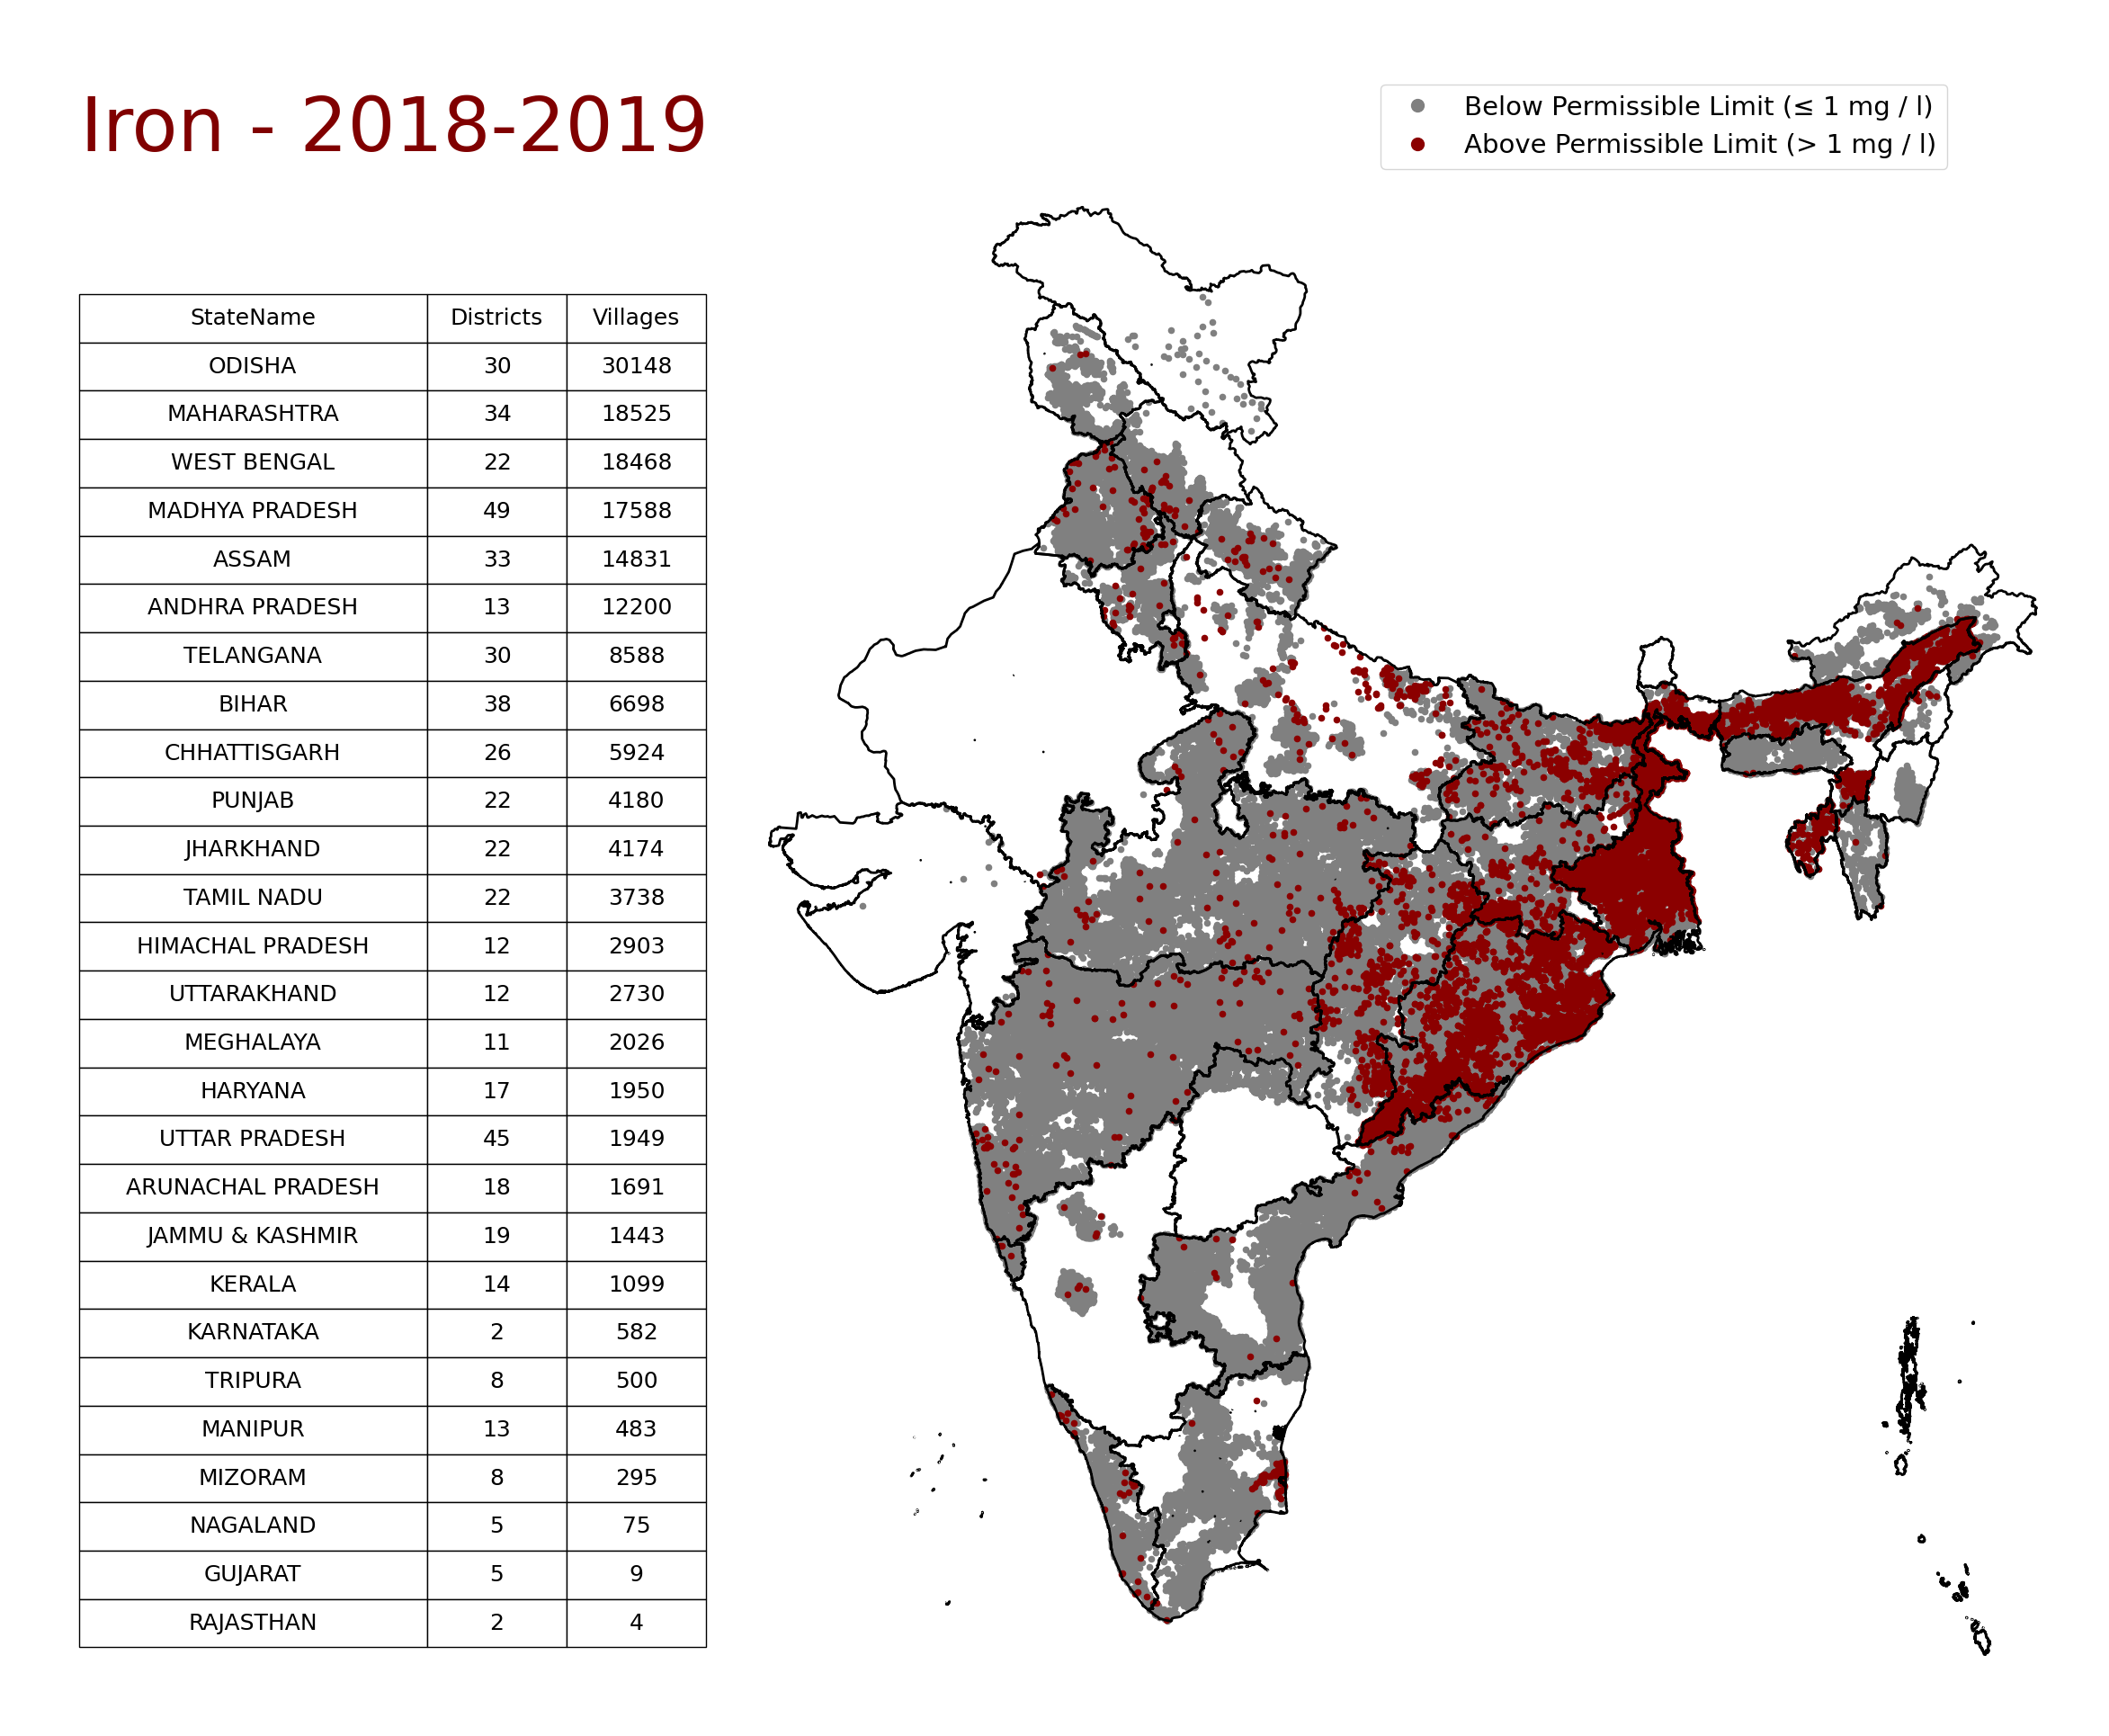 Iron - 2018-2019
Below Permissible Limit (≤ 1 mg / l)
Above Permissible Limit (> 1 mg / l)
StateName Districts Villages
ODISHA 30 30148
MAHARASHTRA 34 18525
WEST BENGAL 22 18468
MADHYA PRADESH 49 17588
ASSAM 33 14831
ANDHRA PRADESH 13 12200
TELANGANA 30 8588
BIHAR 38 6698
CHHATTISGARH 26 5924
PUNJAB 22 4180
JHARKHAND 22 4174
TAMIL NADU 22 3738
HIMACHAL PRADESH 12 2903
UTTARAKHAND 12 2730
MEGHALAYA 11 2026
HARYANA 17 1950
UTTAR PRADESH 45 1949
ARUNACHAL PRADESH 18 1691
JAMMU & KASHMIR 19 1443
KERALA 14 1099
KARNATAKA 2 582
TRIPURA 8 500
MANIPUR 13 483
MIZORAM 8 295
NAGALAND 5 75
GUJARAT 5 9
RAJASTHAN 2 4